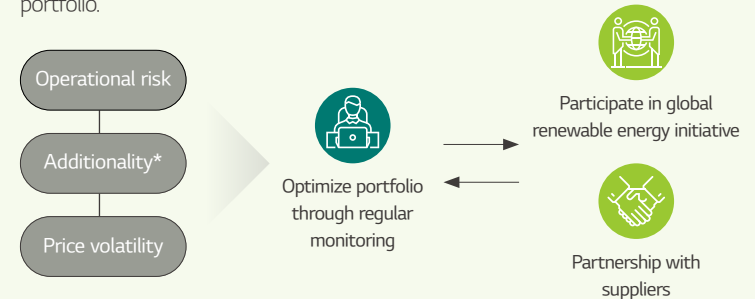 portfolio.
Operational risk
Additionality*
Price volatility
Optimize portfolio
through regular
monitoring
Participate in global
renewable energy initiative
Partnership with
suppliers